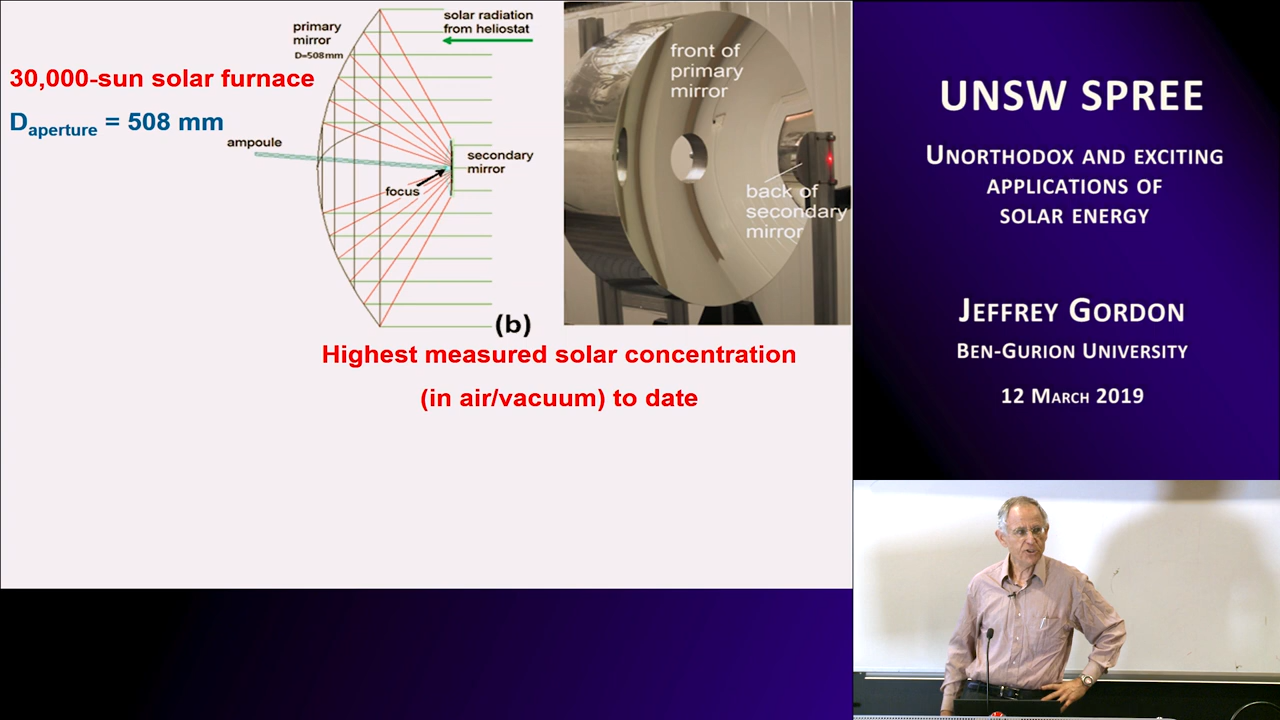 30,000-sun solar furnace
D aperture = 508 mm
primary
mirror
D=508mm
solar radiation
from heliostat
ampoule
secondary
mirror
focus
(b)
front of
primary
mirror
back of
secondary
mirror
Highest measured solar concentration
(in air/vacuum) to date
UNSW SPREE
UNORTHODOX AND EXCITING
APPLICATIONS OF
SOLAR ENERGY
JEFFREY GORDON
BEN-GURION UNIVERSITY
12 MARCH 2019